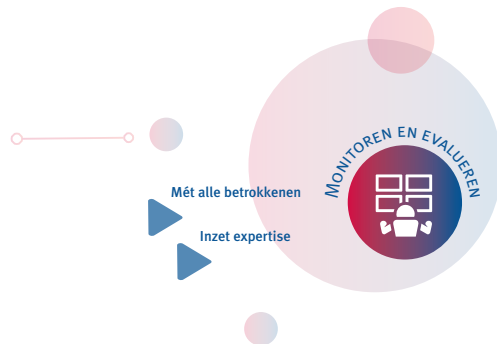 MONITOREN EN EVALUEREN
Mét alle betrokkenen
Inzet expertise